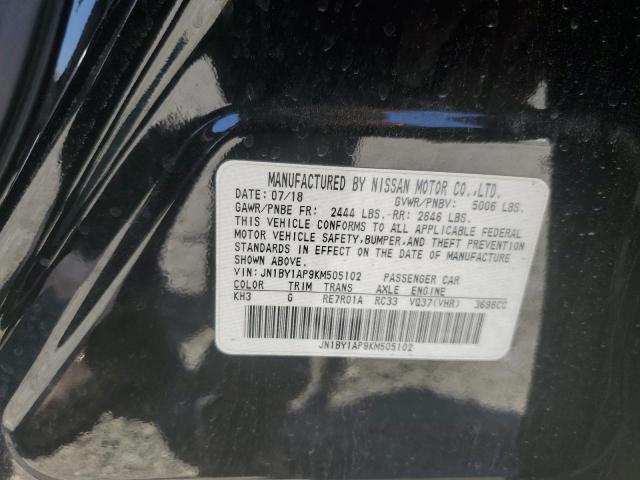 MANUFACTURED BY NISSAN MOTOR CO.,LTD.
DATE: 07/18 GVWR/PNBV: 5006 LBS.
GAWR/PNBE FR: 2444 LBS.-RR: 2646 LBS.
THIS VEHICLE CONFORMS TO ALL APPLICABLE FEDERAL
MOTOR VEHICLE SAFETY,BUMPER,AND THEFT PREVENTION
STANDARDS IN EFFECT ON THE DATE OF MANUFACTURE
SHOWN ABOVE.
VIN: JN1BY1AP9KM505102 PASSENGER CAR
COLOR TRIM TRANS AXLE ENGINE
KH3 G RE7R01A RC33 VQ37(VHR) 3696CC
JN1BY1AP9KM505102